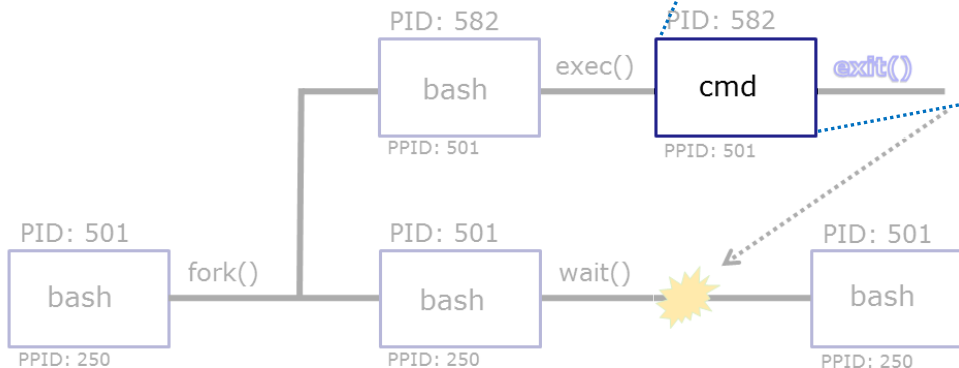 PID: 582
PID: 582
bash
exec()
cmd
exit()
PPID: 501
PPID: 501
PID: 501
PID: 501
PID: 501
bash
fork()
bash
wait()
bash
PPID: 250
PPID: 250
PPID: 250